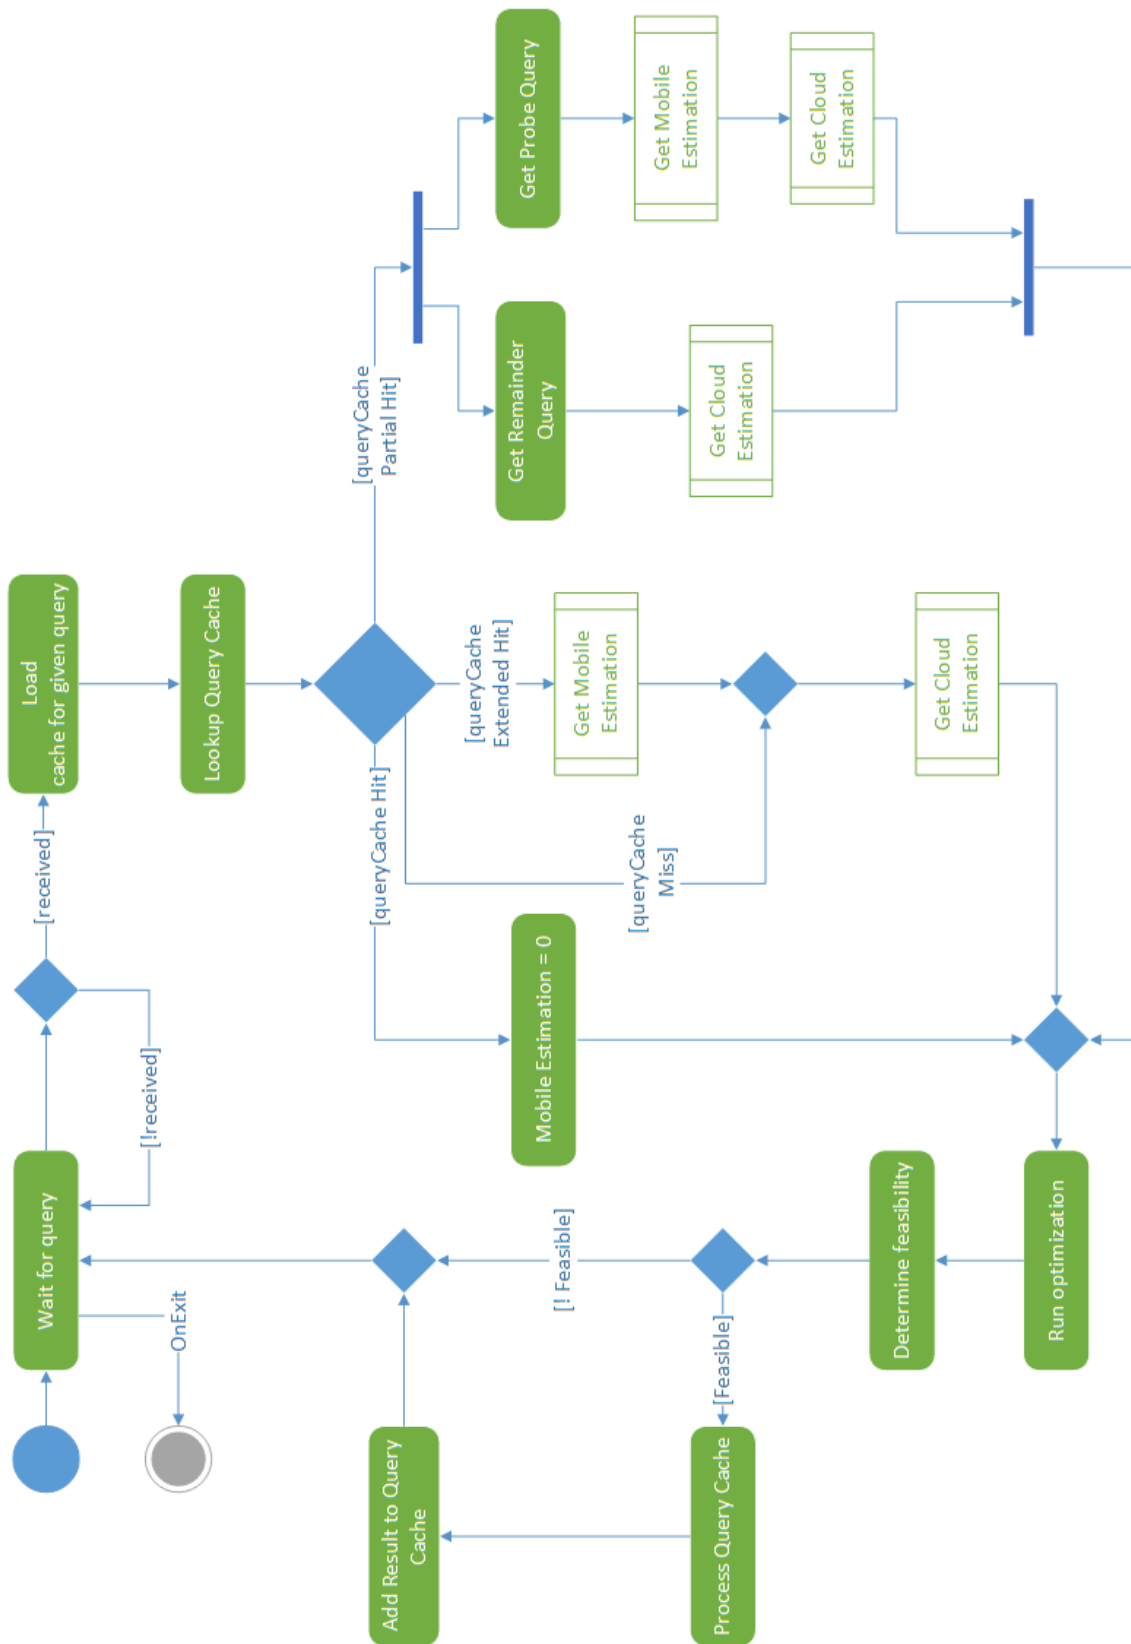 Wait for query
OnExit
[!received]
[received]
Load
cache for given query
Lookup Query Cache
[queryCache Hit]
[queryCache
Miss]
[queryCache
Extended Hit]
[queryCache
Partial Hit]
Get Probe Query
Get Mobile
Estimation
Get Cloud
Estimation
Get Remainder
Query
Get Cloud
Estimation
Get Mobile
Estimation
Get Cloud
Estimation
Mobile Estimation = 0
Run optimization
Determine feasibility
[! Feasible]
[Feasible]
Process Query Cache
Add Result to Query
Cache